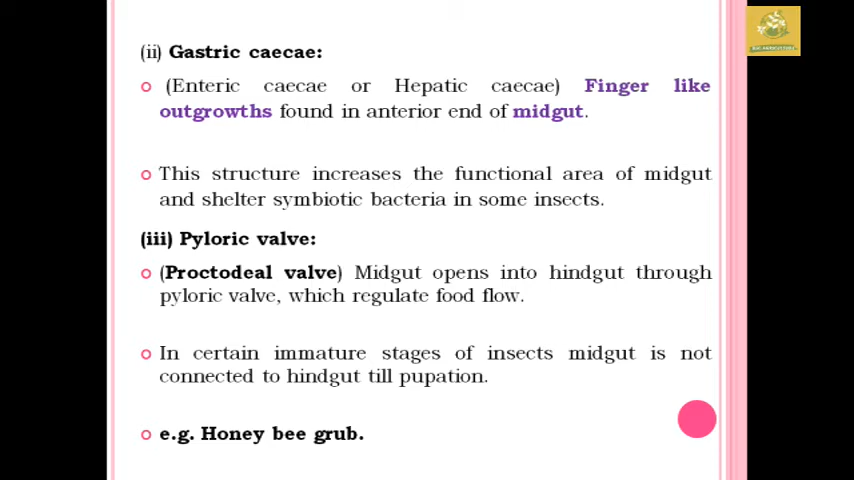 (ii) Gastric caecae:
(Enteric caecae or Hepatic caecae) Finger like
outgrowths found in anterior end of midgut.
This structure increases the functional area of midgut
and shelter symbiotic bacteria in some insects.
(iii) Pyloric valve:
(Proctodeal valve) Midgut opens into hindgut through
pyloric valve, which regulate food flow.
In certain immature stages of insects midgut is not
connected to hindgut till pupation.
e.g. Honey bee grub.